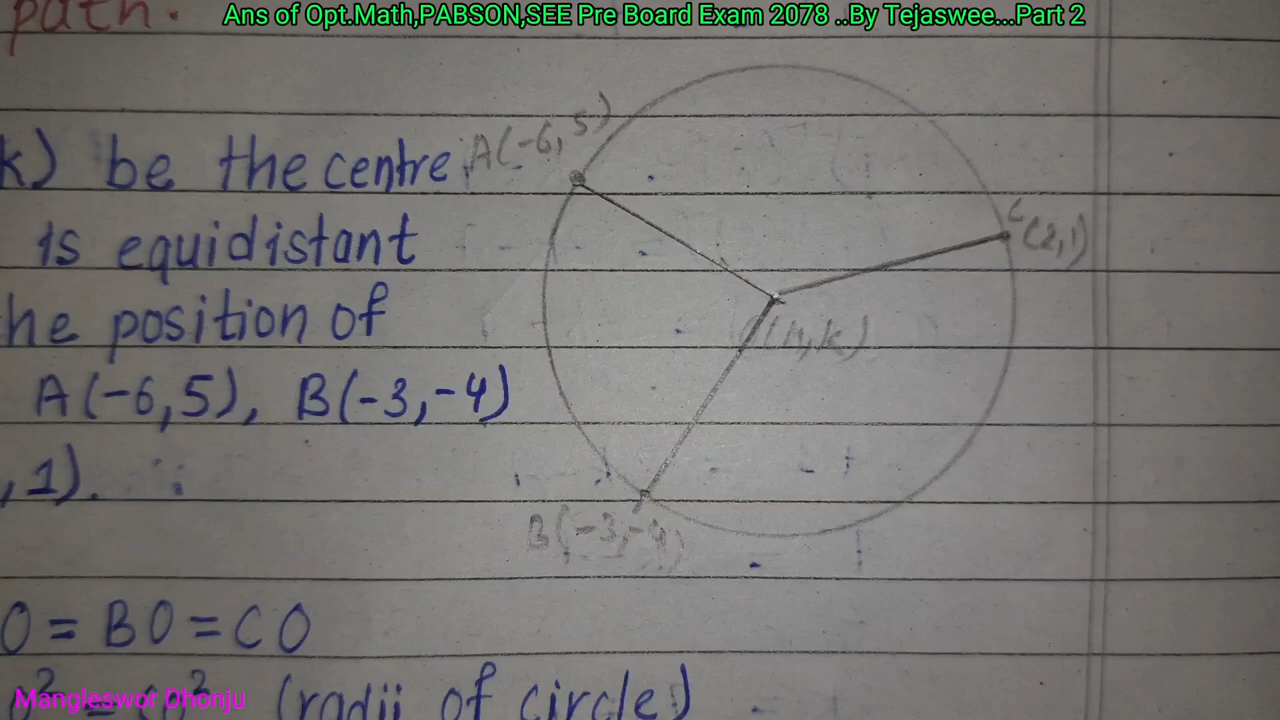 Ans of Opt.Math,PABSON,SEE Pre Board Exam 2078 ..By Tejaswee...Part 2
path.
k) be the centre
A(-6,5)
is equidistant
C(2,1)
he position of
O(h,k)
A(-6,5), B(-3,-4)
,1).
B(-3,-4)
O = BO = CO
(radii of circle)
Mangleswor Dhonju